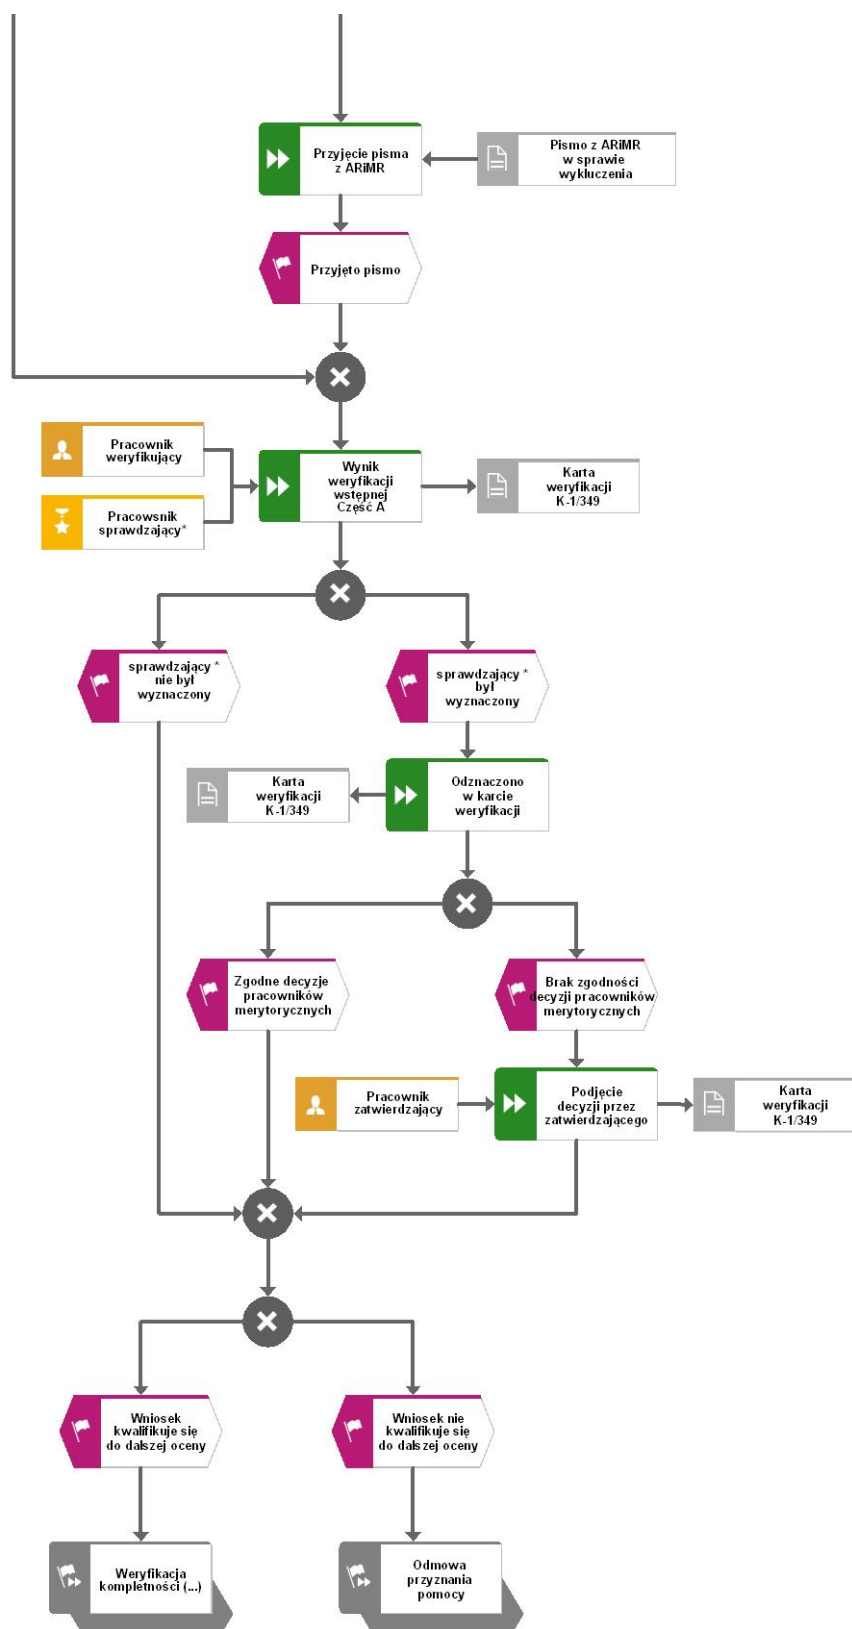 Przyjęcie pisma
z ARiMR
Pismo z ARiMR
w sprawie
wykluczenia
Przyjęto pismo
Pracownik
weryfikujący
Pracowsnik
sprawdzający*
Wynik
weryfikacji
wstępnej
Część A
Karta
weryfikacji
K-1/349
sprawdzający *
nie był
wyznaczony
sprawdzający *
był
wyznaczony
Karta
weryfikacji
K-1/349
Odznaczono
w karcie
weryfikacji
Zgodne decyzje
pracowników
merytorycznych
Brak zgodności
decyzji pracowników
merytorycznych
Pracownik
zatwierdzający
Podjęcie
decyzji przez
zatwierdzającego
Karta
weryfikacji
K-1/349
Wniosek
kwalifikuje się
do dalszej oceny
Wniosek nie
kwalifikuje się
do dalszej oceny
Weryfikacja
kompletności (...)
Odmowa
przyznania
pomocy